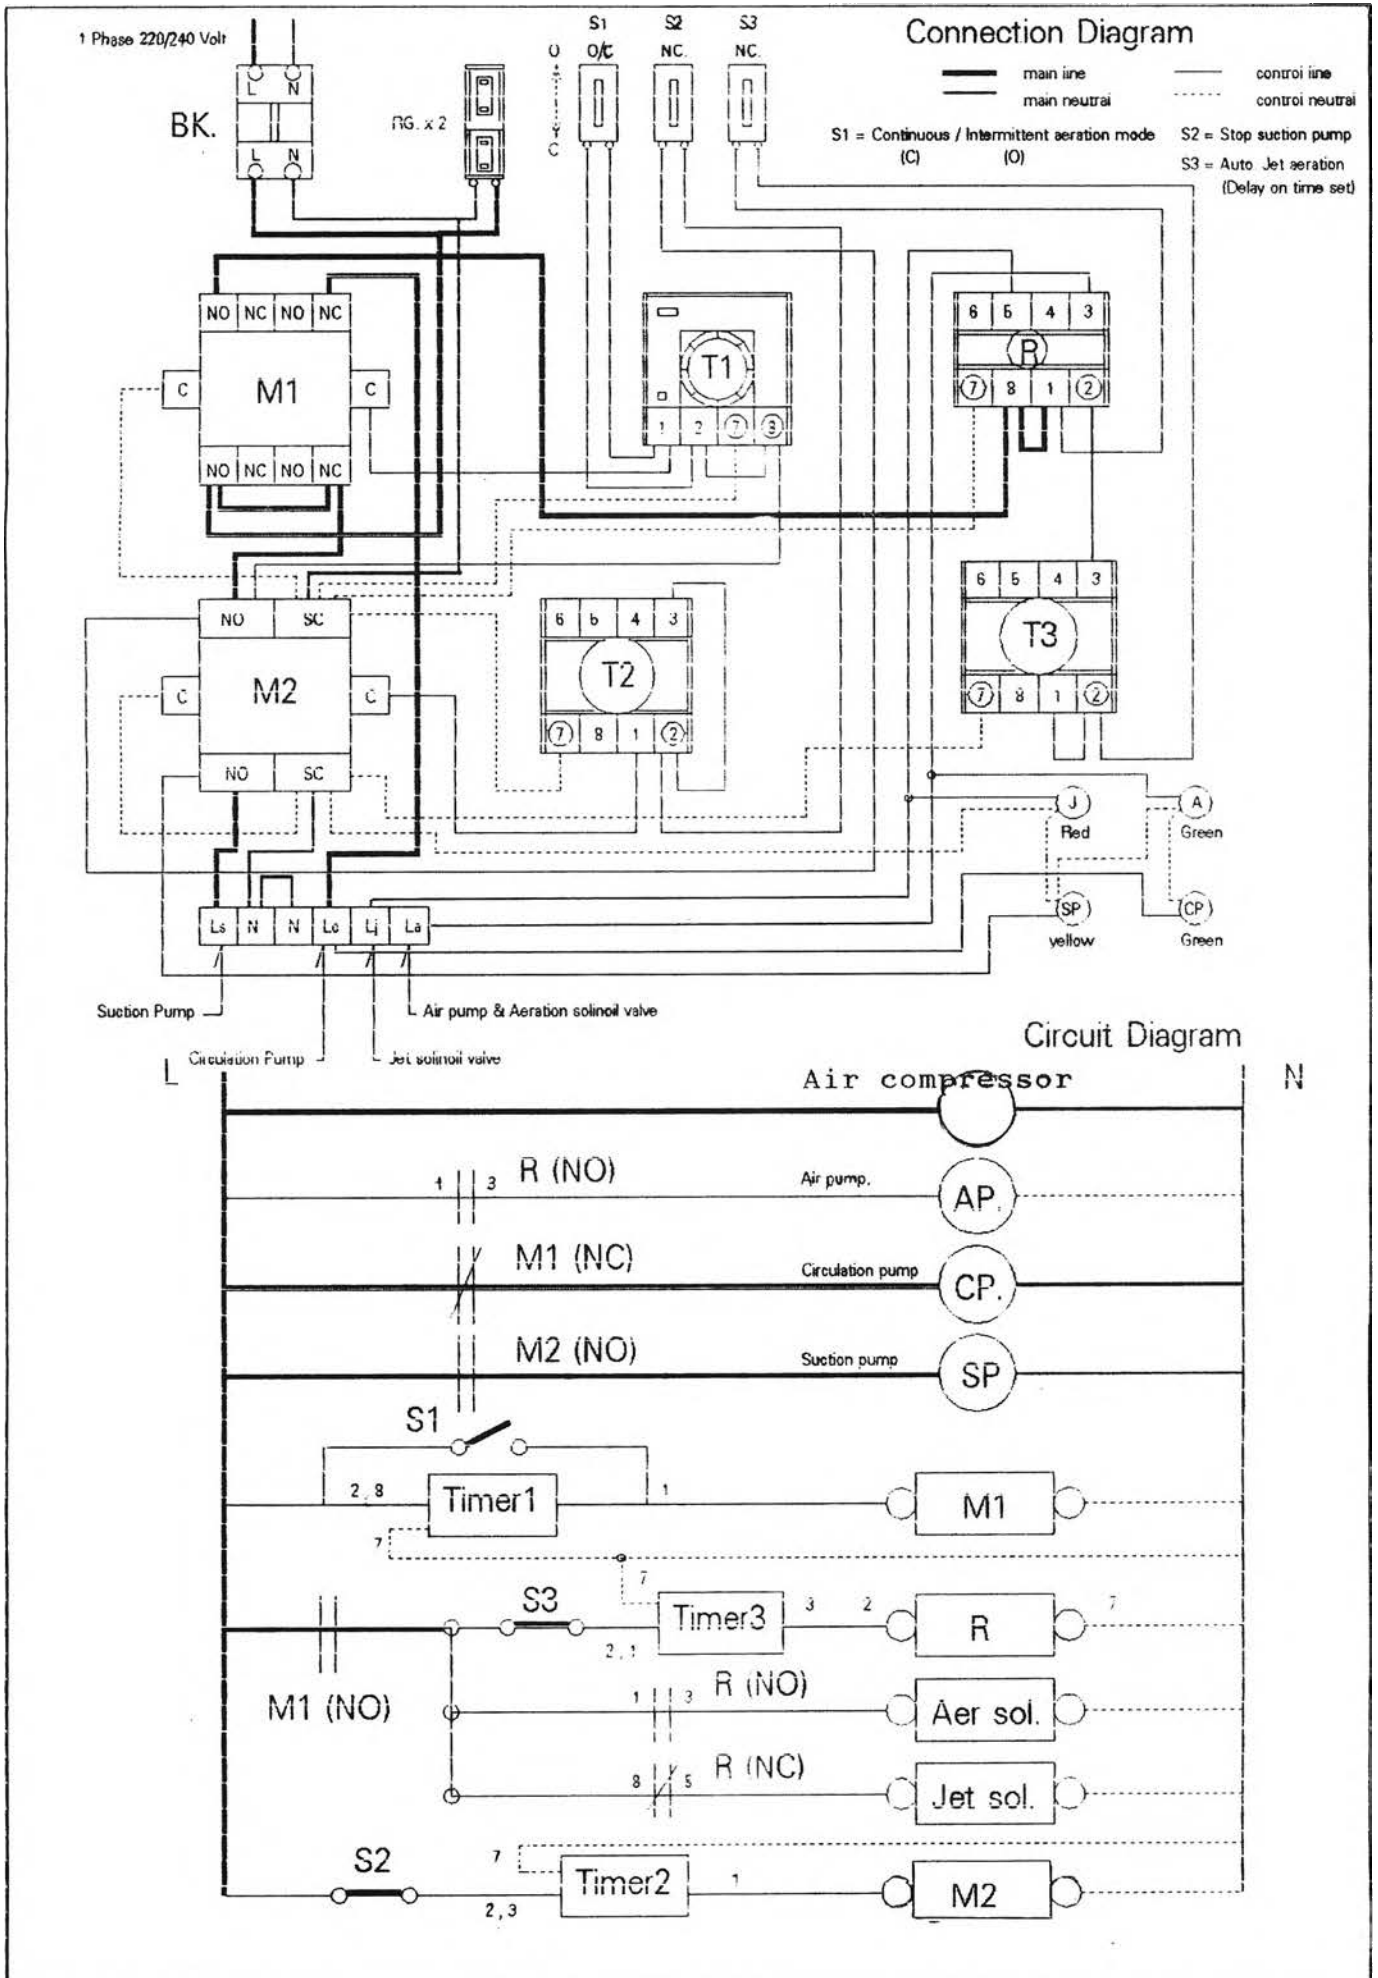 1 Phase 220/240 Volt
S1 S2 S3
O/C NC. NC.
O
C
Connection Diagram
main line
control line
main neutral
control neutral
S1 = Continuous / Intermittent aeration mode
(C) (O)
S2 = Stop suction pump
S3 = Auto Jet aeration
(Delay on time set)
L N
BK.
L N
RG. x 2
NO NC NO NC
C M1 C
NO NC NO NC
T1
1 2 7 8
6 5 4 3
R
7 8 1 2
NO SC
C M2 C
NO SC
6 5 4 3
T2
7 8 1 2
6 5 4 3
T3
7 8 1 2
J
Red
A
Green
SP
yellow
CP
Green
Ls N N Lc Lj La
Suction Pump
Air pump & Aeration solinoil valve
Circulation Pump
Jet solinoil valve
Circuit Diagram
L
N
Air compressor
1 3 R (NO)
Air pump.
AP.
M1 (NC)
Circulation pump
CP.
M2 (NO)
Suction pump
SP
S1
2,8 Timer1 1 M1
7
7
S3
2,1 Timer3 3 2 R 7
M1 (NO)
1 3 R (NO) Aer sol.
8 5 R (NC) Jet sol.
S2
7
2,3 Timer2 1 M2